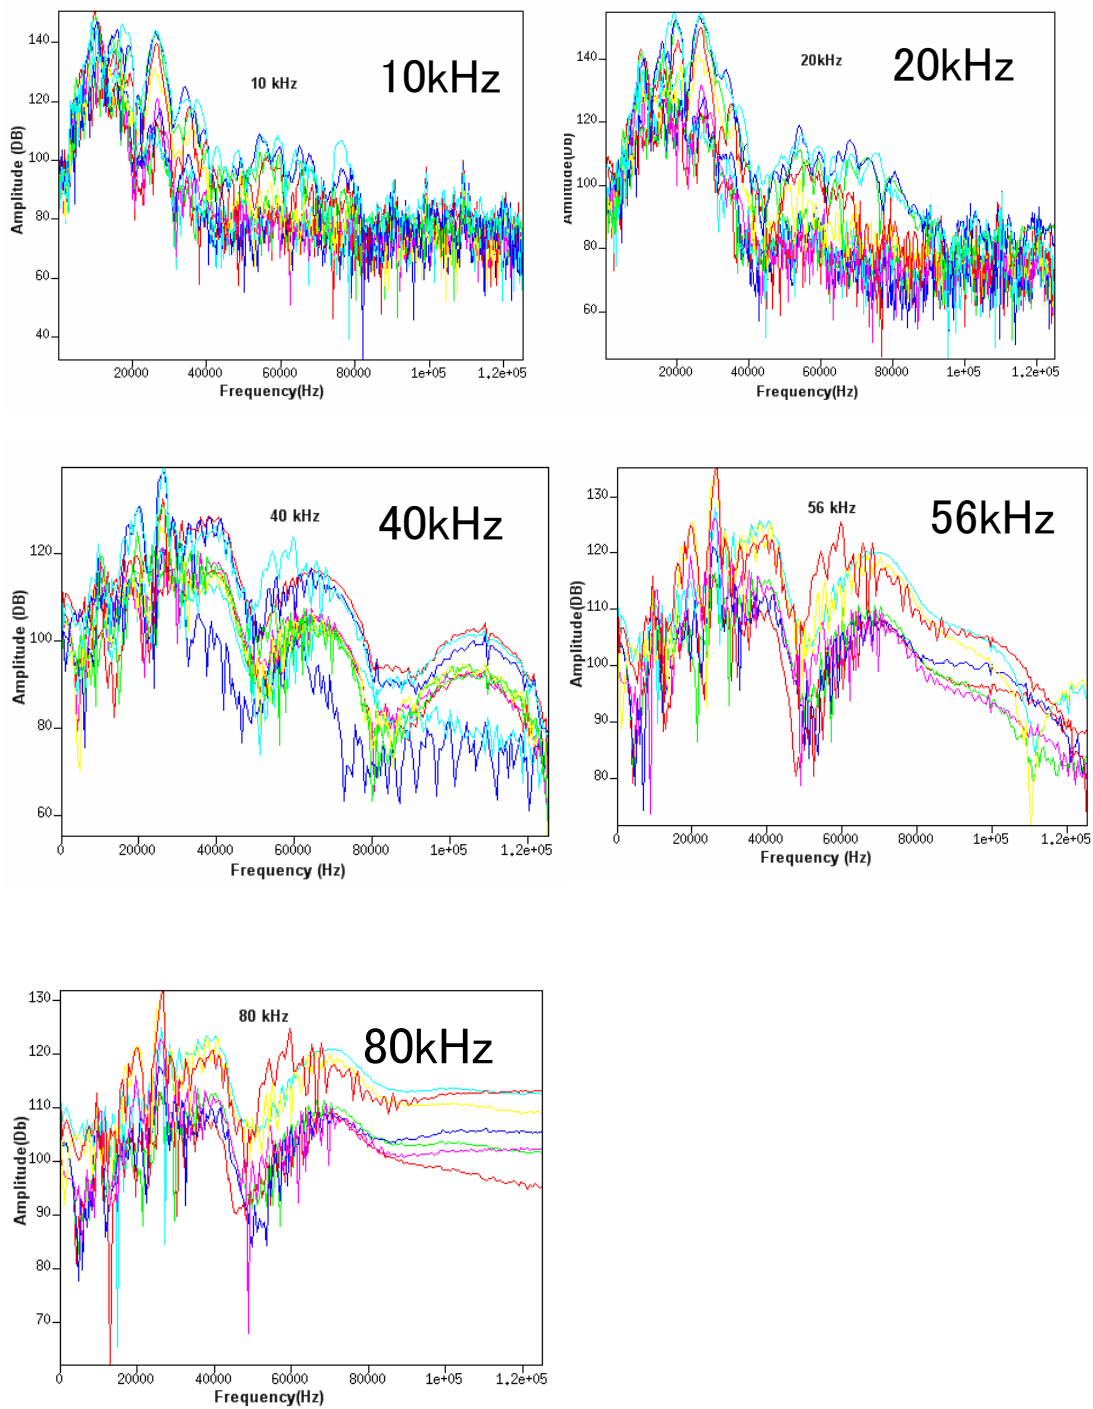 10kHz
10 kHz
Amplitude (DB)
140
120
100
80
60
40
20000 40000 60000 80000 1e+05 1.2e+05
Frequency(Hz)
20kHz
20kHz
140
120
100
80
60
20000 40000 60000 80000 1e+05 1.2e+05
Frequency(Hz)
40kHz
40 kHz
Amplitude (DB)
120
100
80
60
0 20000 40000 60000 80000 1e+05 1.2e+05
Frequency (Hz)
56kHz
56 kHz
Amplitude(DB)
130
120
110
100
90
80
0 20000 40000 60000 80000 1e+05 1.2e+05
Frequency (Hz)
80kHz
80 kHz
Amplitude(Db)
130
120
110
100
90
80
70
0 20000 40000 60000 80000 1e+05 1.2e+05
Frequency(Hz)